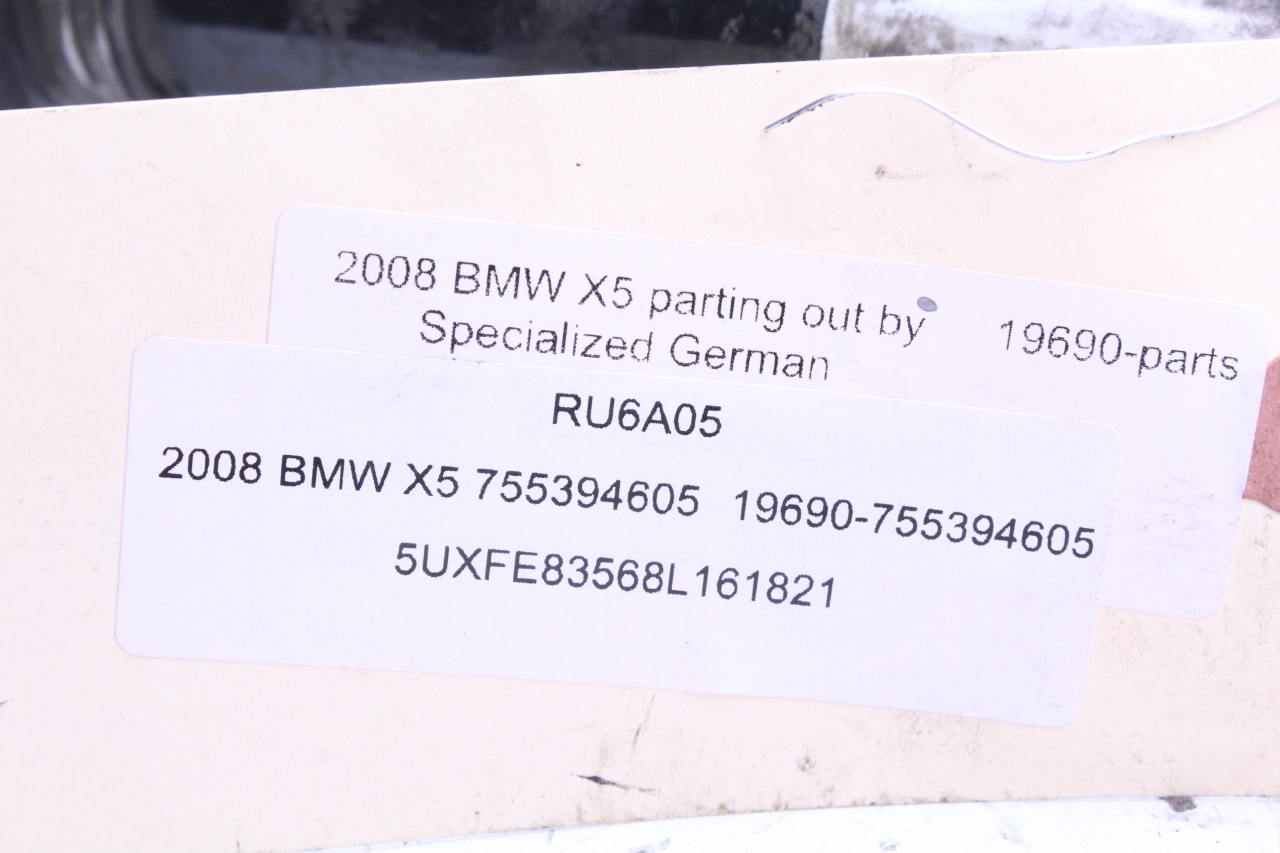 2008 BMW X5 parting out by 19690-parts
Specialized German
RU6A05
2008 BMW X5 755394605 19690-755394605
5UXFE83568L161821